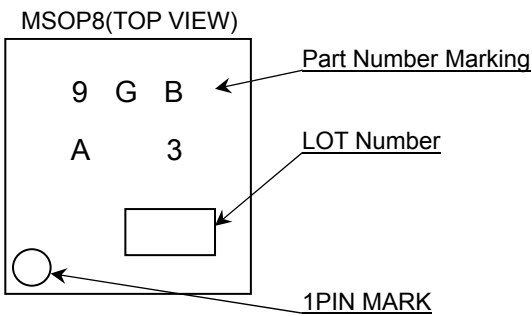 MSOP8(TOP VIEW)
Part Number Marking
9 G B
LOT Number
A 3
1PIN MARK